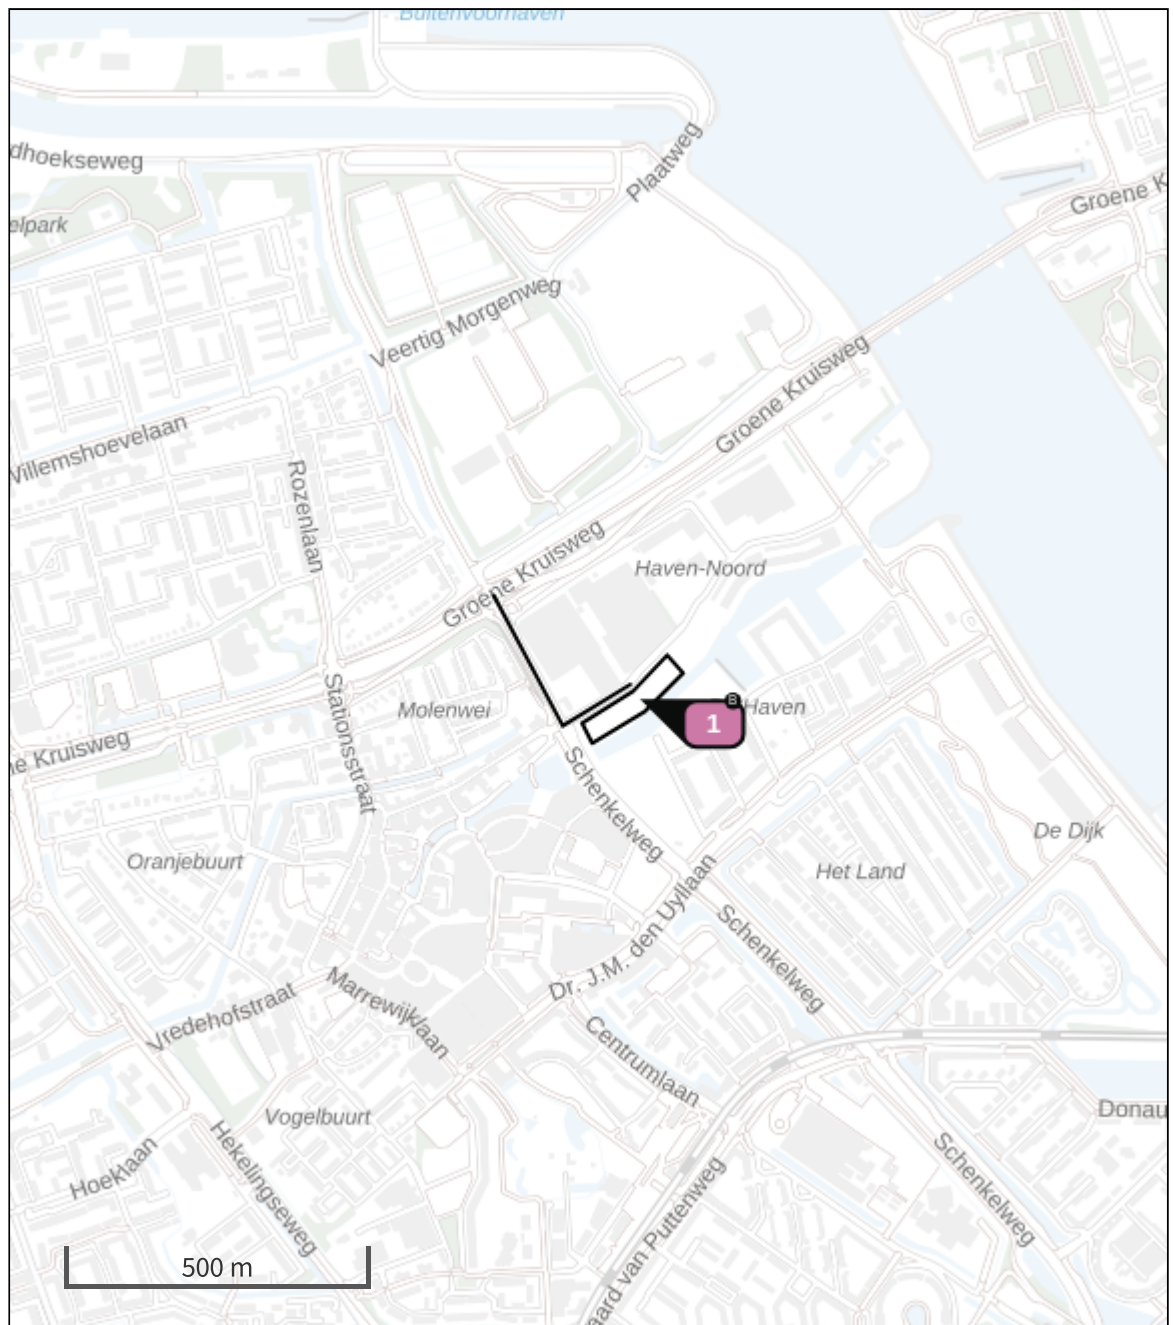 Buitenvoorhaven
dhoekseweg
Plaatweg
Groene K
elpark
Veertig Morgenweg
Groene Kruisweg
Willemshoevelaan
Rozenlaan
Groene Kruisweg
Haven-Noord
Stationsstraat
Molenwei
Haven
B
1
ne Kruisweg
Schenkelweg
De Dijk
Oranjebuurt
Het Land
Dr. J.M. den Uyllaan
Schenkelweg
Marrewijklaan
Vredehofstraat
Centrumlaan
Vogelbuurt
Donau
Hoeklaan
Hekelingseweg
Schenkelweg
aard van Puttenweg
500 m